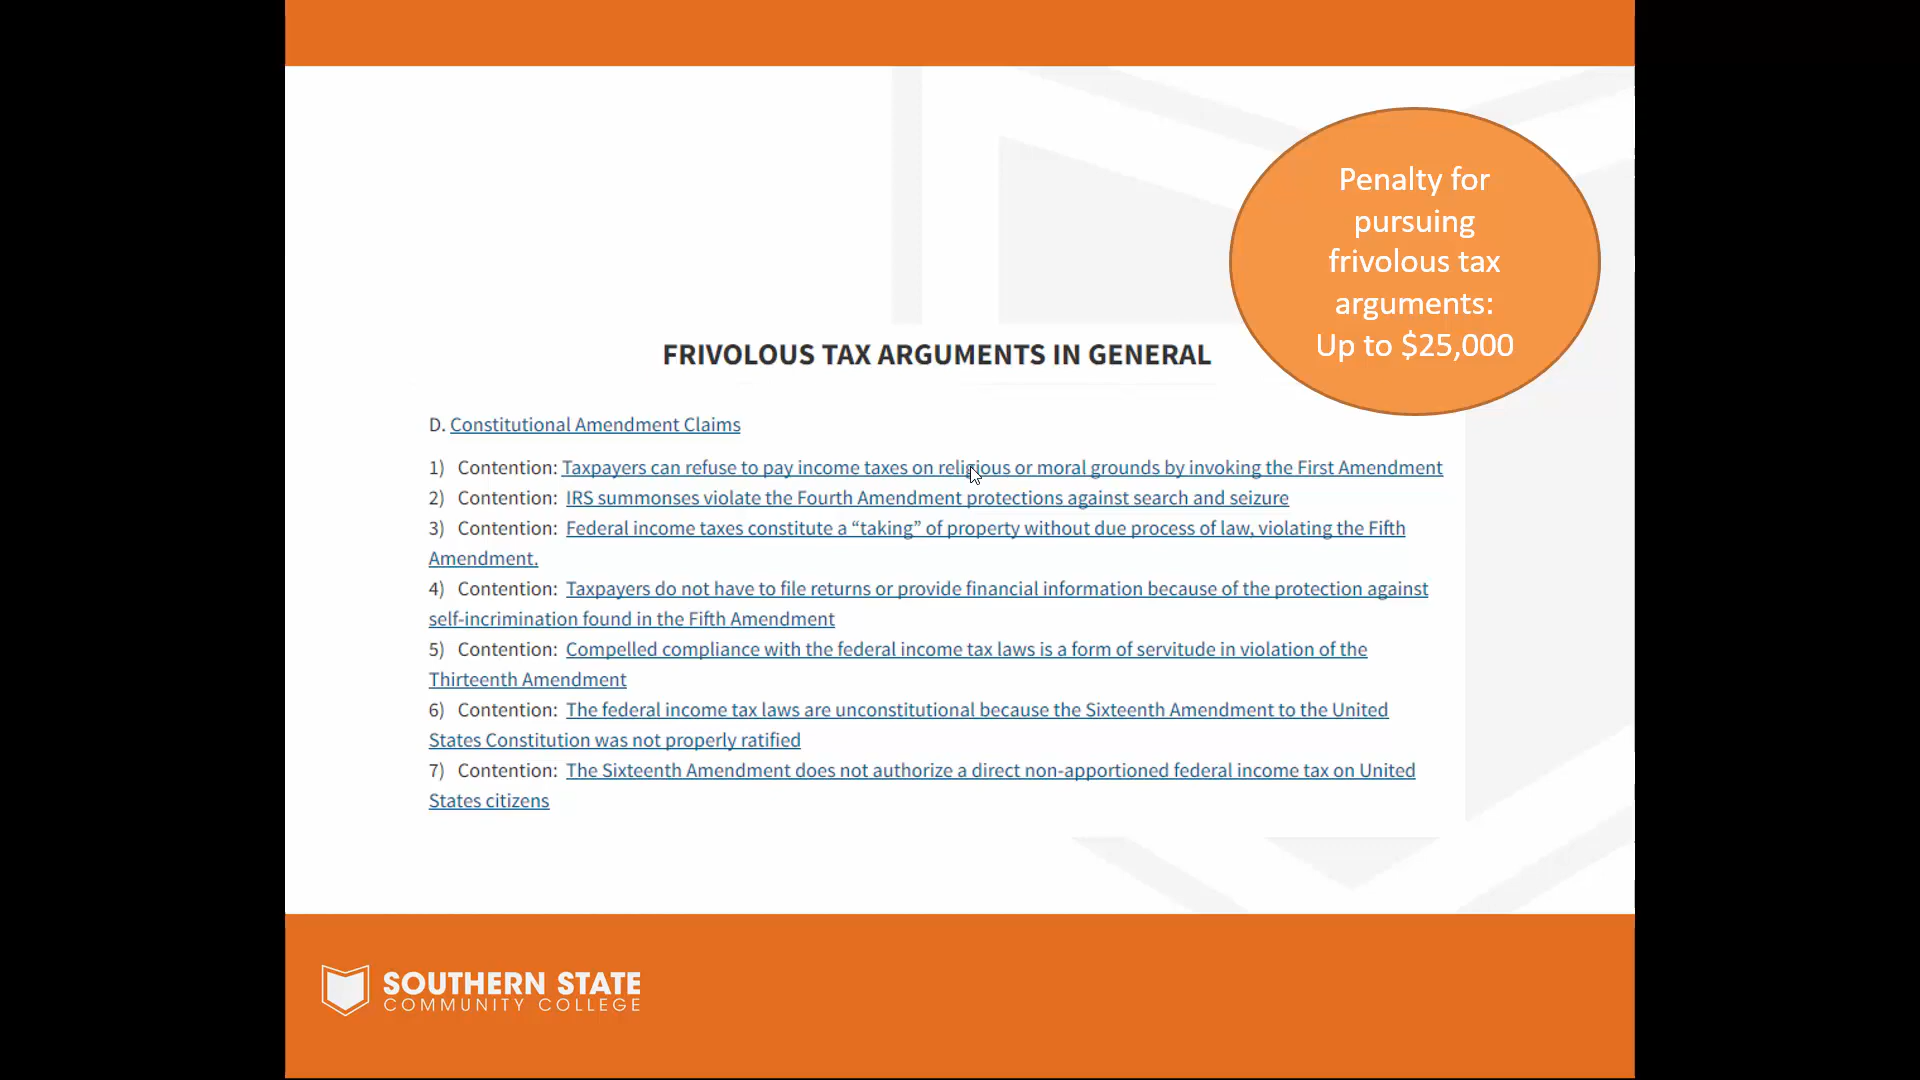 Penalty for
pursuing
frivolous tax
arguments:
Up to $25,000
FRIVOLOUS TAX ARGUMENTS IN GENERAL
D. Constitutional Amendment Claims
1) Contention: Taxpayers can refuse to pay income taxes on religious or moral grounds by invoking the First Amendment
2) Contention: IRS summonses violate the Fourth Amendment protections against search and seizure
3) Contention: Federal income taxes constitute a “taking” of property without due process of law, violating the Fifth
Amendment.
4) Contention: Taxpayers do not have to file returns or provide financial information because of the protection against
self-incrimination found in the Fifth Amendment
5) Contention: Compelled compliance with the federal income tax laws is a form of servitude in violation of the
Thirteenth Amendment
6) Contention: The federal income tax laws are unconstitutional because the Sixteenth Amendment to the United
States Constitution was not properly ratified
7) Contention: The Sixteenth Amendment does not authorize a direct non-apportioned federal income tax on United
States citizens
SOUTHERN STATE
COMMUNITY COLLEGE